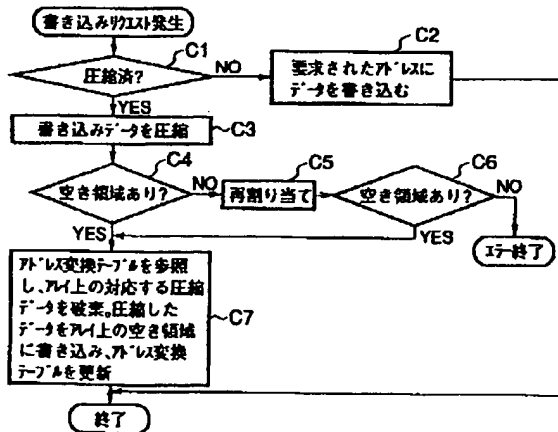 書き込みリクエスト発生
C1
圧縮済?
NO
C2
要求されたアドレスに
データを書き込む
YES
書き込みデータを圧縮
C3
C4
空き領域あり?
NO
C5
再割り当て
C6
空き領域あり?
NO
YES
YES
エラー終了
アドレス変換テーブルを参照
し、アレイ上の対応する圧縮
データを破棄。圧縮した
データをアレイ上の空き領域
に書き込み、アドレス変換
テーブルを更新
C7
終了